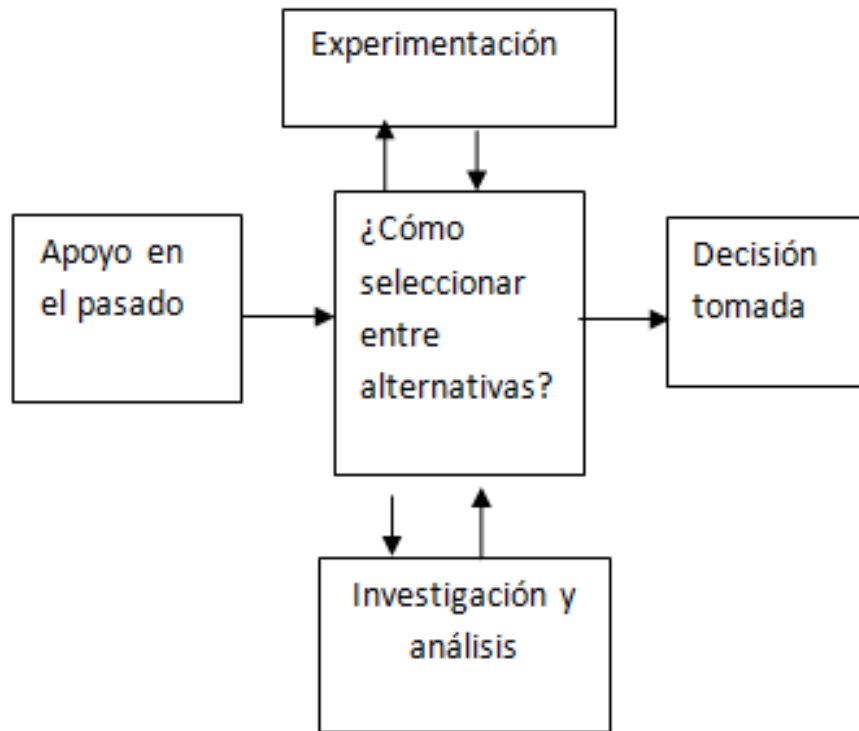 Experimentación
Apoyo en
el pasado
¿Cómo
seleccionar
entre
alternativas?
Decisión
tomada
Investigación y
análisis